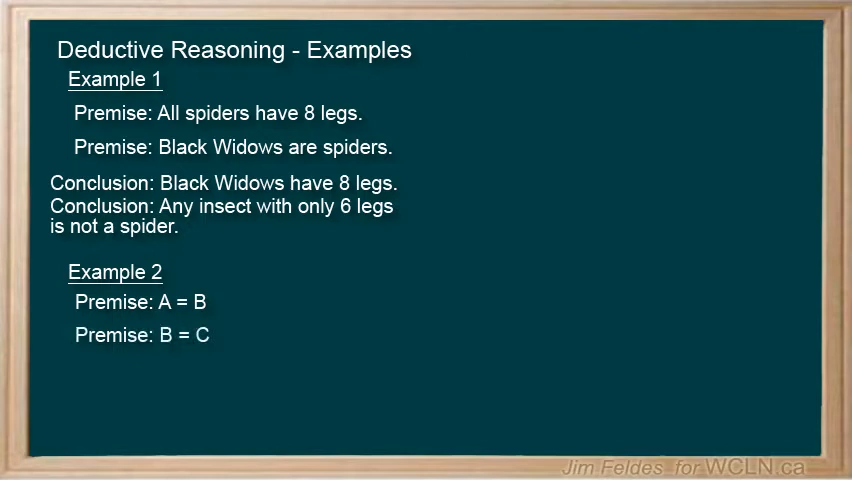 Deductive Reasoning - Examples
Example 1
Premise: All spiders have 8 legs.
Premise: Black Widows are spiders.
Conclusion: Black Widows have 8 legs.
Conclusion: Any insect with only 6 legs
is not a spider.
Example 2
Premise: A = B
Premise: B = C
Jim Feldes for WCLN.ca